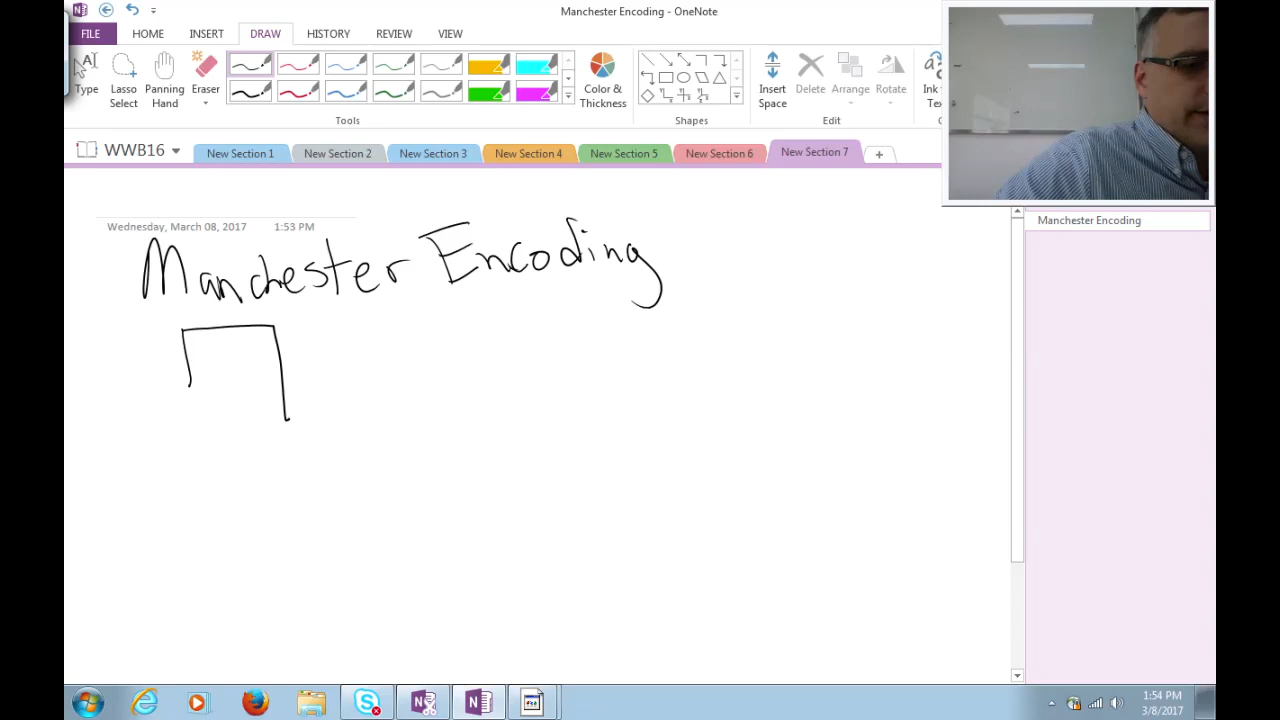 Manchester Encoding - OneNote
FILE HOME INSERT DRAW HISTORY REVIEW VIEW
Type Lasso Select Panning Hand Eraser Color & Thickness Insert Space Delete Arrange Rotate Ink to
Tools Shapes Edit
WWB16 New Section 1 New Section 2 New Section 3 New Section 4 New Section 5 New Section 6 New Section 7
Manchester Encoding
Wednesday, March 08, 2017 1:53 PM
Manchester Encoding
1:54 PM
3/8/2017